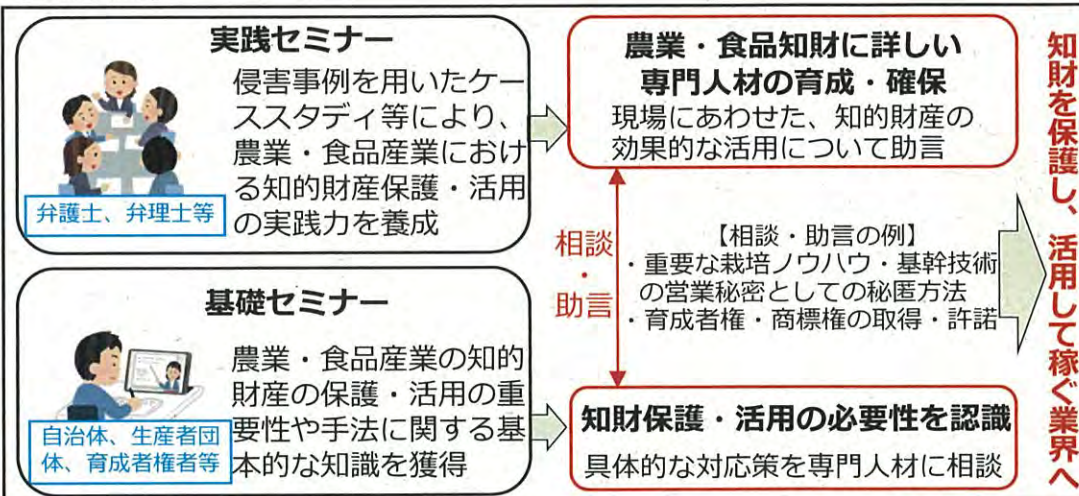 実践セミナー
侵害事例を用いたケー
ススタディ等により、
農業・食品産業におけ
る知的財産保護・活用
の実践力を養成
弁護士、弁理士等
農業・食品知財に詳しい
専門人材の育成・確保
現場にあわせた、知的財産の
効果的な活用について助言
相談
・
助言
【相談・助言の例】
・重要な栽培ノウハウ・基幹技術
の営業秘密としての秘匿方法
・育成者権・商標権の取得・許諾
基礎セミナー
農業・食品産業の知的
財産の保護・活用の重
要性や手法に関する基
本的な知識を獲得
自治体、生産者団
体、育成者権者等
知財保護・活用の必要性を認識
具体的な対応策を専門人材に相談
知財を保護し、活用して稼ぐ業界へ